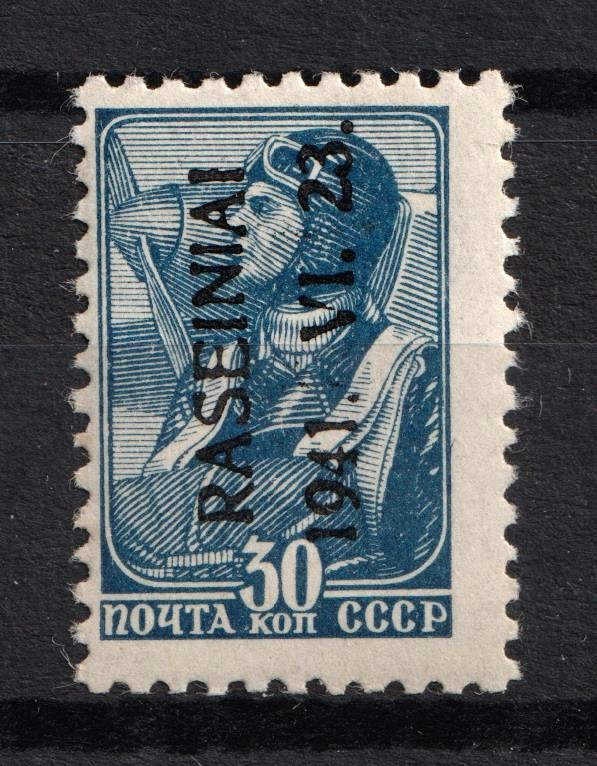 RASEINIAI
1941. VI. 23.
30
ПОЧТА КОП СССР